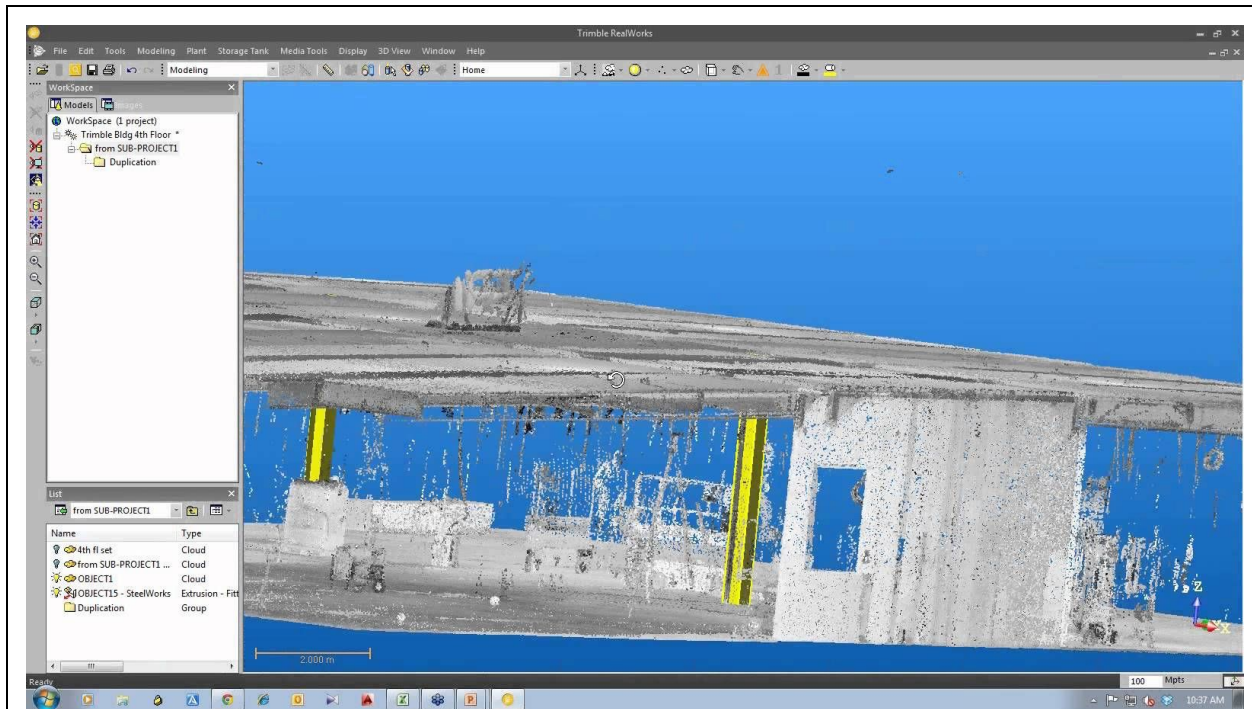 Trimble RealWorks
File Edit Tools Modeling Plant Storage Tank Media Tools Display 3D View Window Help
Modeling Home 1
WorkSpace
Models Images
WorkSpace (1 project)
Trimble Bldg 4th Floor *
from SUB-PROJECT1
Duplication
List
from SUB-PROJECT1
Name Type
4th fl set Cloud
from SUB-PROJECT1 ... Cloud
OBJECT1 Cloud
OBJECT15 - SteelWorks Extrusion - Fitt
Duplication Group
2.000 m
Z
X
Ready
100 Mpts
10:37 AM